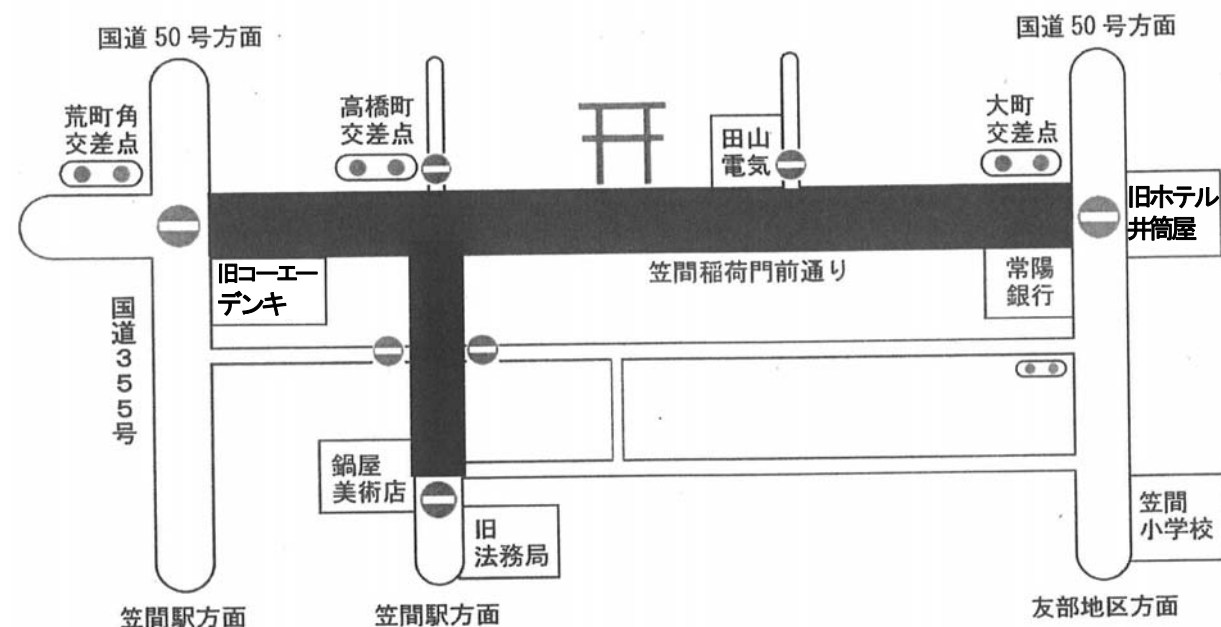 国道 50 号方面
国道 50 号方面
荒町角
交差点
高橋町
交差点
田山
電気
大町
交差点
旧ホテル
井筒屋
旧コーエー
デンキ
笠間稲荷門前通り
常陽
銀行
国道355号
鍋屋
美術店
旧
法務局
笠間
小学校
笠間駅方面
笠間駅方面
友部地区方面